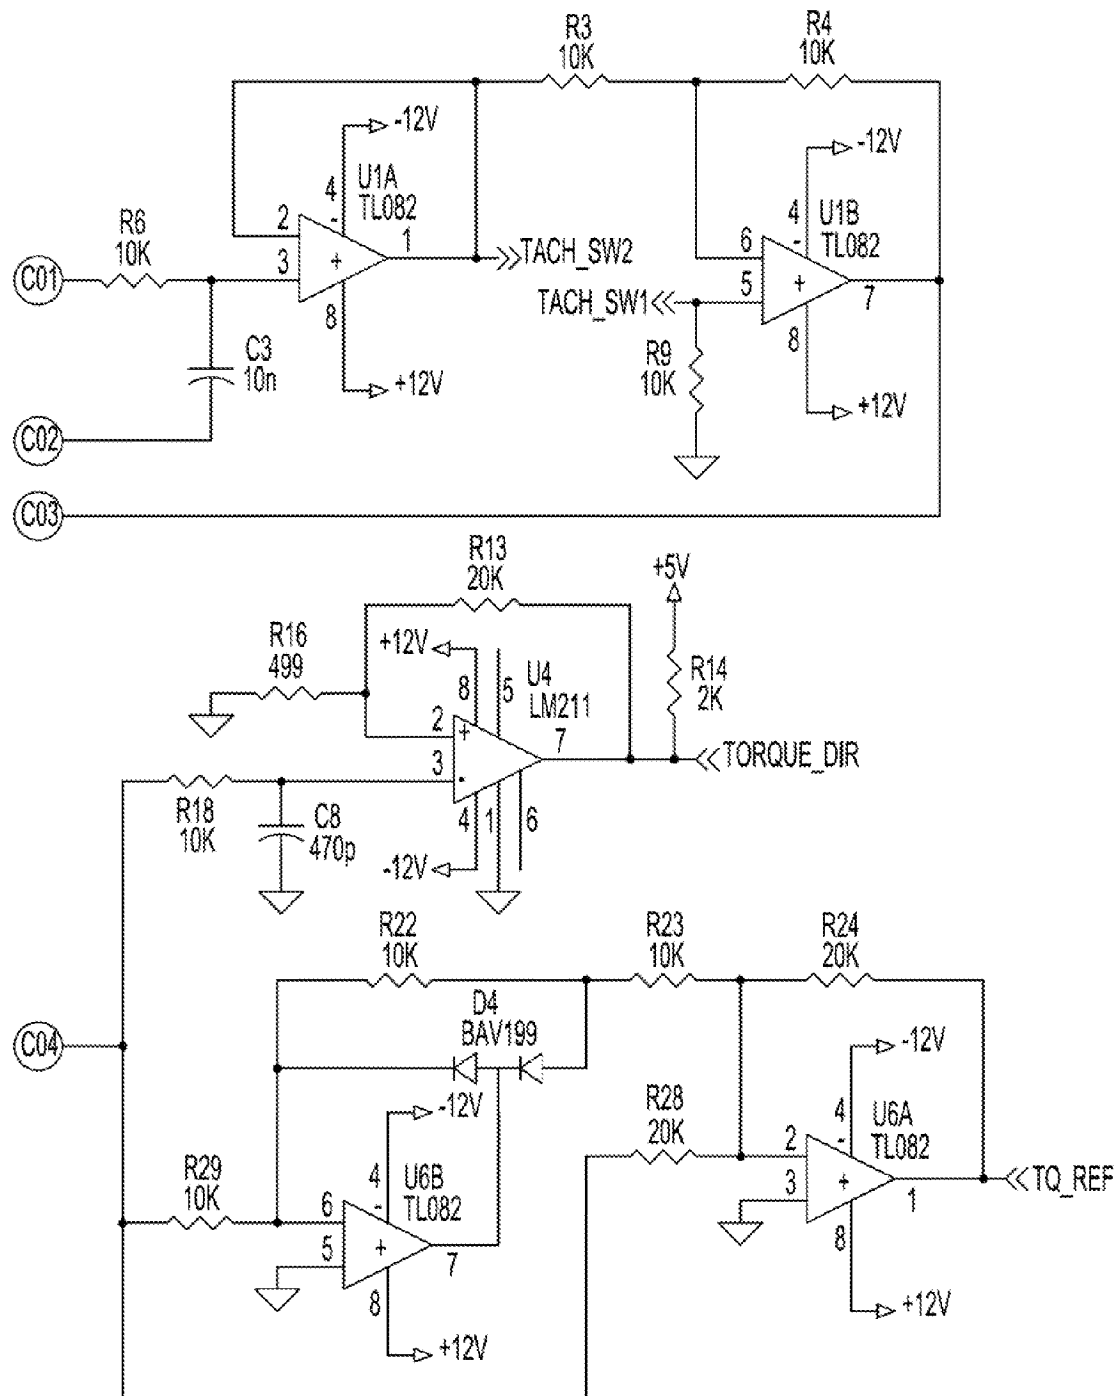 R3
10K
R4
10K
-12V
-12V
U1A
TL082
4
-
U1B
TL082
4
-
R6
10K
2
1
TACH_SW2
6
3
+
C01
TACH_SW1
5
+
7
8
8
C3
10n
R9
10K
+12V
+12V
C02
C03
R13
20K
+5V
R16
499
+12V
U4
LM211
8
5
R14
2K
2
+
7
TORQUE_DIR
3
-
R18
10K
C8
470p
4
1
6
-12V
R22
10K
R23
10K
R24
20K
D4
BAV199
C04
-12V
-12V
R28
20K
4
-
U6A
TL082
R29
10K
4
-
U6B
TL082
2
3
+
1
TQ_REF
6
5
+
7
8
8
+12V
+12V